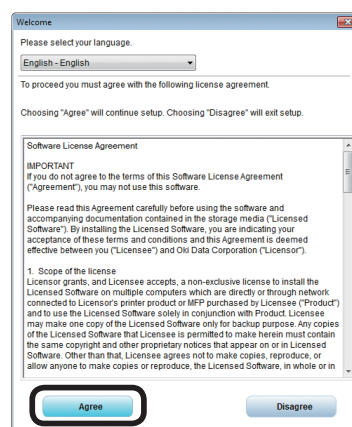 Welcome
Please select your language.
English - English
To proceed you must agree with the following license agreement.
Choosing "Agree" will continue setup. Choosing "Disagree" will exit setup.
Software License Agreement
IMPORTANT
If you do not agree to the terms of this Software License Agreement
("Agreement"), you may not use this software.
Please read this Agreement carefully before using the software and
accompanying documentation contained in the storage media ("Licensed
Software"). By installing the Licensed Software, you are indicating your
acceptance of these terms and conditions and this Agreement is deemed
effective between you ("Licensee") and Oki Data Corporation ("Licensor").
1. Scope of the license
Licensor grants, and Licensee accepts, a non-exclusive license to install the
Licensed Software on multiple computers which are directly or through network
connected to Licensor's printer product or MFP purchased by Licensee ("Product")
and to use the Licensed Software solely in conjunction with Product. Licensee
may make one copy of the Licensed Software only for backup purpose. Any copies
of the Licensed Software that Licensee is permitted to make herein must contain
the same copyright and other proprietary notices that appear on or in Licensed
Software. Other than that, Licensee agrees not to make copies, reproduce, or
allow anyone to make copies or reproduce, the Licensed Software, in whole or in
Agree
Disagree